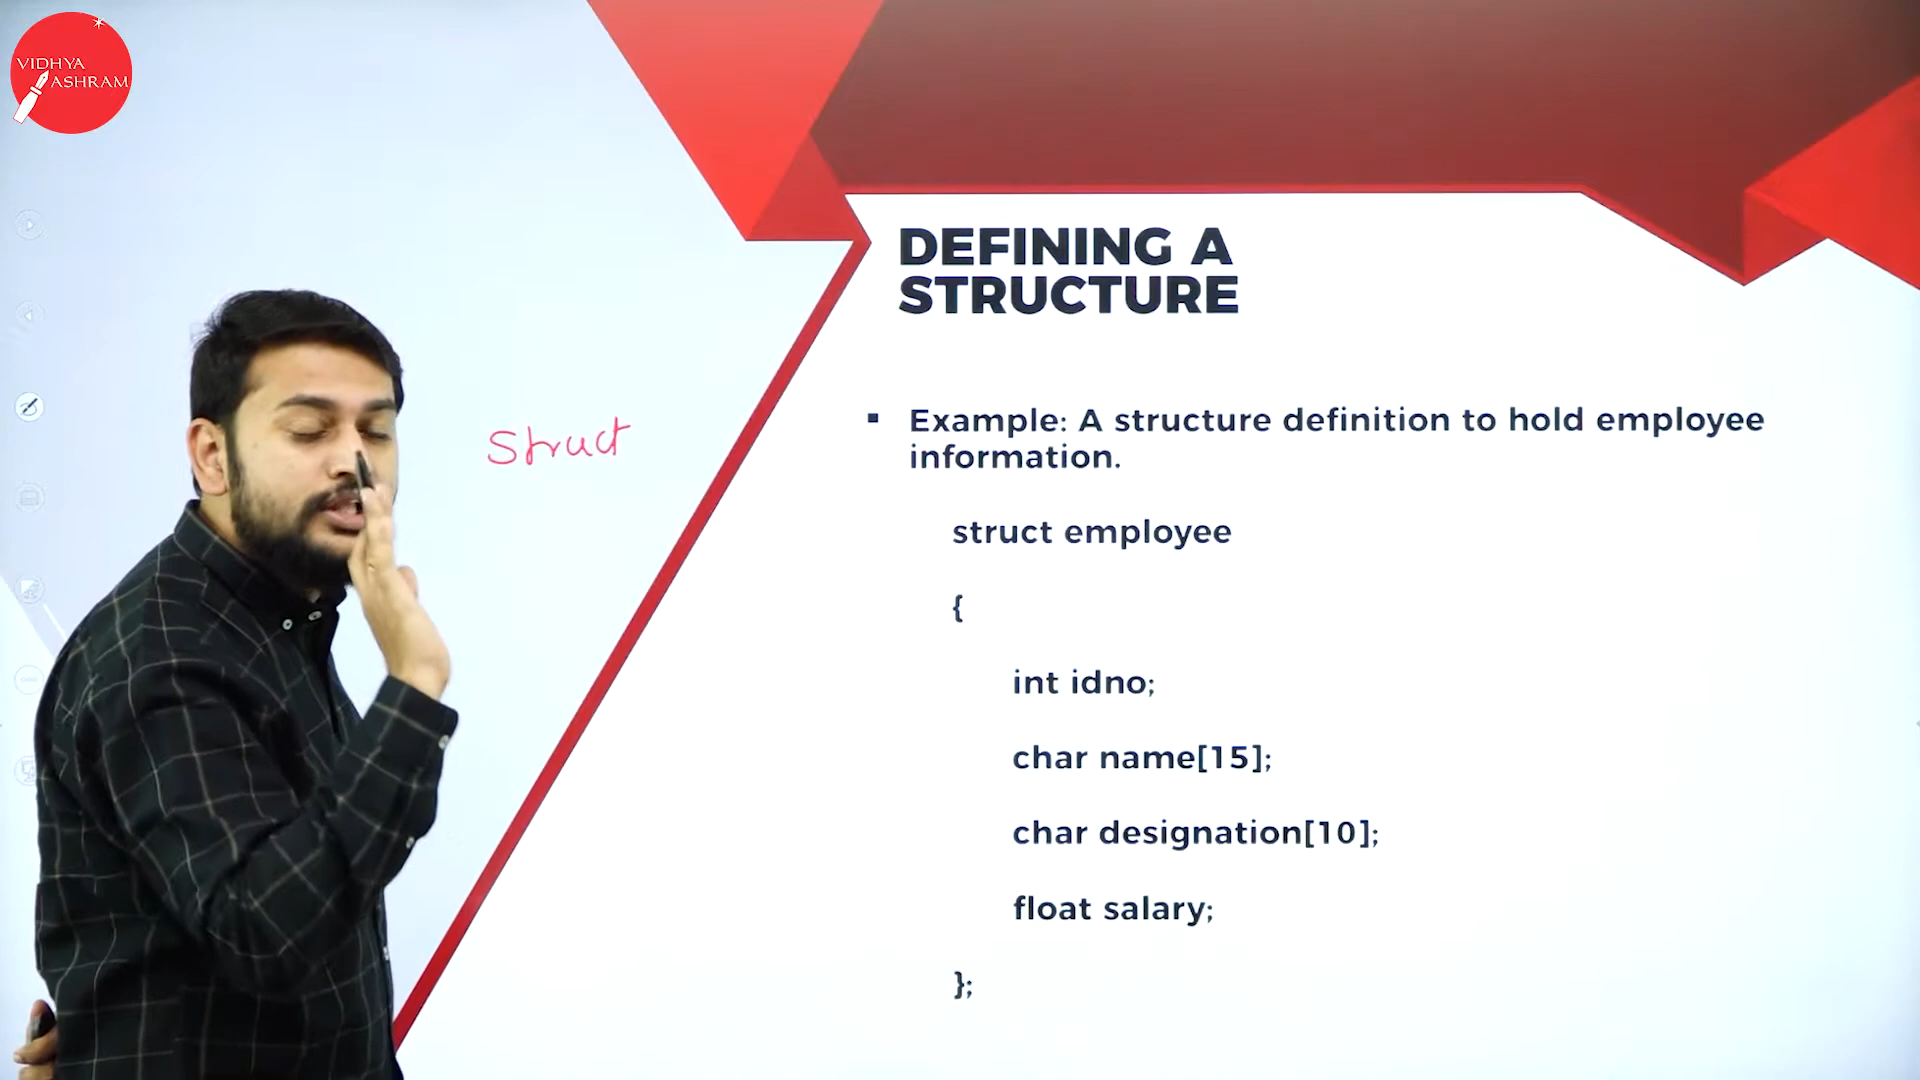 VIDHYA
ASHRAM
DEFINING A
STRUCTURE
Struct
▪ Example: A structure definition to hold employee
information.
struct employee
{
int idno;
char name[15];
char designation[10];
float salary;
};